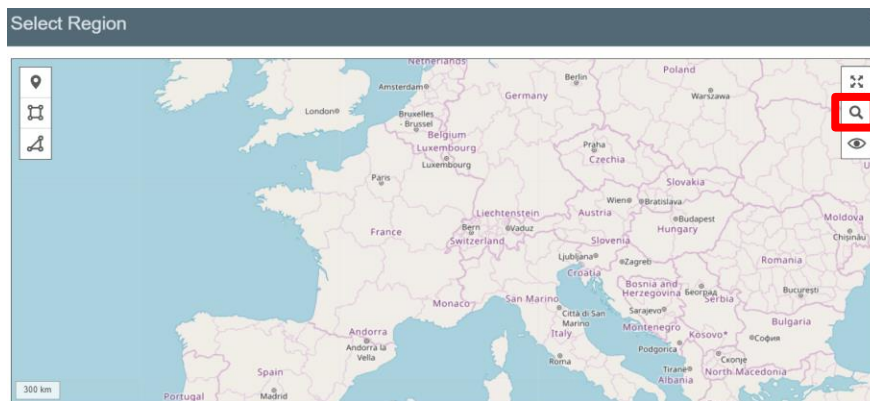 Select Region
Netherlands
Amsterdam
Berlin
Poland
Warszawa
Germany
London
Bruxelles
- Brussel
Belgium
Luxembourg
Luxembourg
Praha
Czechia
Paris
Slovakia
Wien
Bratislava
Liechtenstein
Austria
Budapest
Hungary
Moldova
Chișinău
France
Bern
Vaduz
Switzerland
Slovenia
Ljubljana
Zagreb
Croatia
Romania
Bosnia and
Herzegovina
Београд
Serbia
București
Monaco
San Marino
Città di San
Marino
Sarajevo
Italy
Montenegro
Kosovo*
Bulgaria
София
Andorra
Andorra la
Vella
Podgorica
Скопје
Roma
Tiranë
North Macedonia
Albania
Spain
Madrid
Portugal
300 km